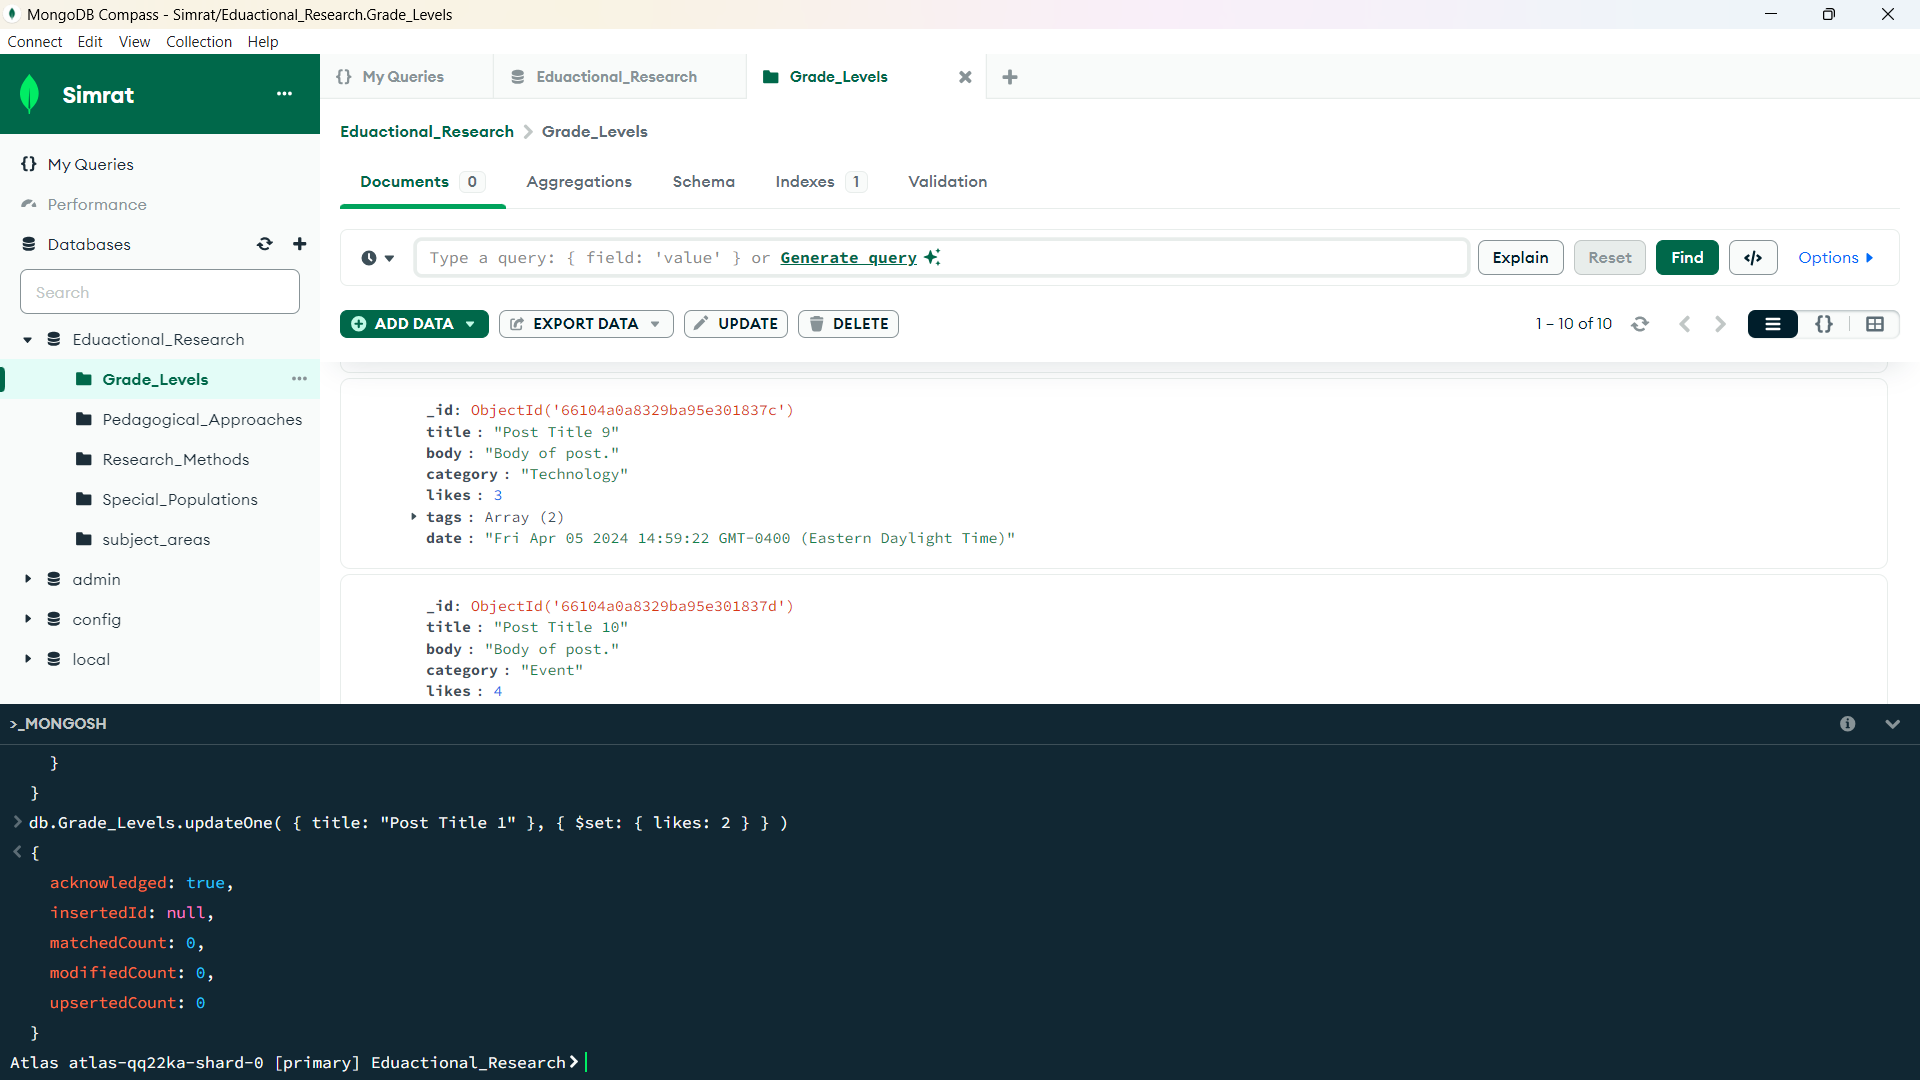 MongoDB Compass - Simrat/Eduactional_Research.Grade_Levels
Connect Edit View Collection Help
Simrat
My Queries
Performance
Databases
Search
Eduactional_Research
Grade_Levels
Pedagogical_Approaches
Research_Methods
Special_Populations
subject_areas
admin
config
local
{} My Queries Eduactional_Research Grade_Levels
Eduactional_Research > Grade_Levels
Documents 0 Aggregations Schema Indexes 1 Validation
Type a query: { field: 'value' } or Generate query Explain Reset Find </> Options
ADD DATA EXPORT DATA UPDATE DELETE 1 – 10 of 10 {}
_id: ObjectId('66104a0a8329ba95e301837c')
title : "Post Title 9"
body : "Body of post."
category : "Technology"
likes : 3
tags : Array (2)
date : "Fri Apr 05 2024 14:59:22 GMT-0400 (Eastern Daylight Time)"
_id: ObjectId('66104a0a8329ba95e301837d')
title : "Post Title 10"
body : "Body of post."
category : "Event"
likes : 4
>_MONGOSH
}
}
> db.Grade_Levels.updateOne( { title: "Post Title 1" }, { $set: { likes: 2 } } )
< {
acknowledged: true,
insertedId: null,
matchedCount: 0,
modifiedCount: 0,
upsertedCount: 0
}
Atlas atlas-qq22ka-shard-0 [primary] Eduactional_Research>